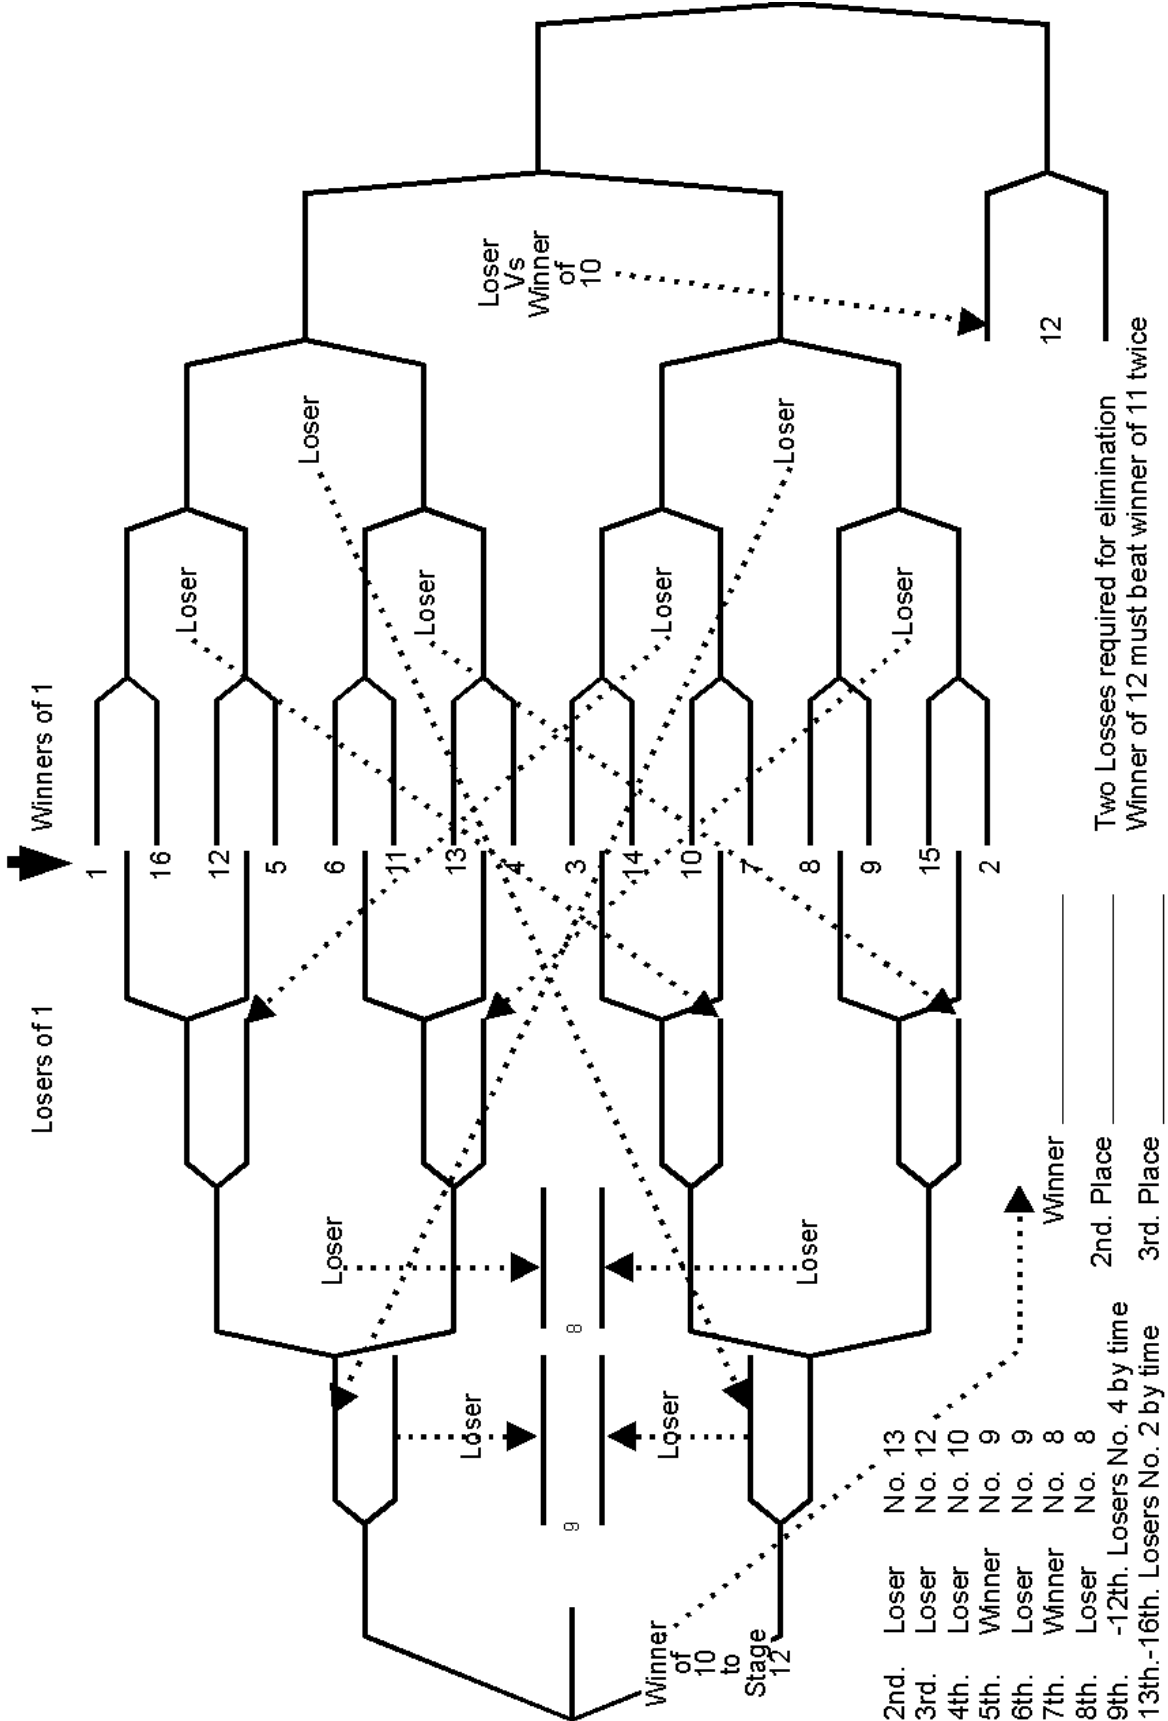 Losers of 1
Winners of 1
1
16
12
5
6
11
13
4
3
14
10
7
8
9
15
2
Loser
Loser
Loser
Loser
Loser
Loser
Loser
Vs
Winner
of
10
12
Loser
Loser
8
Loser
Loser
9
Winner
of
10
to
Stage
12
Two Losses required for elimination
Winner of 12 must beat winner of 11 twice
Winner
2nd. Place
3rd. Place
2nd. Loser No. 13
3rd. Loser No. 12
4th. Loser No. 10
5th. Winner No. 9
6th. Loser No. 9
7th. Winner No. 8
8th. Loser No. 8
9th. -12th. Losers No. 4 by time
13th.-16th. Losers No. 2 by time